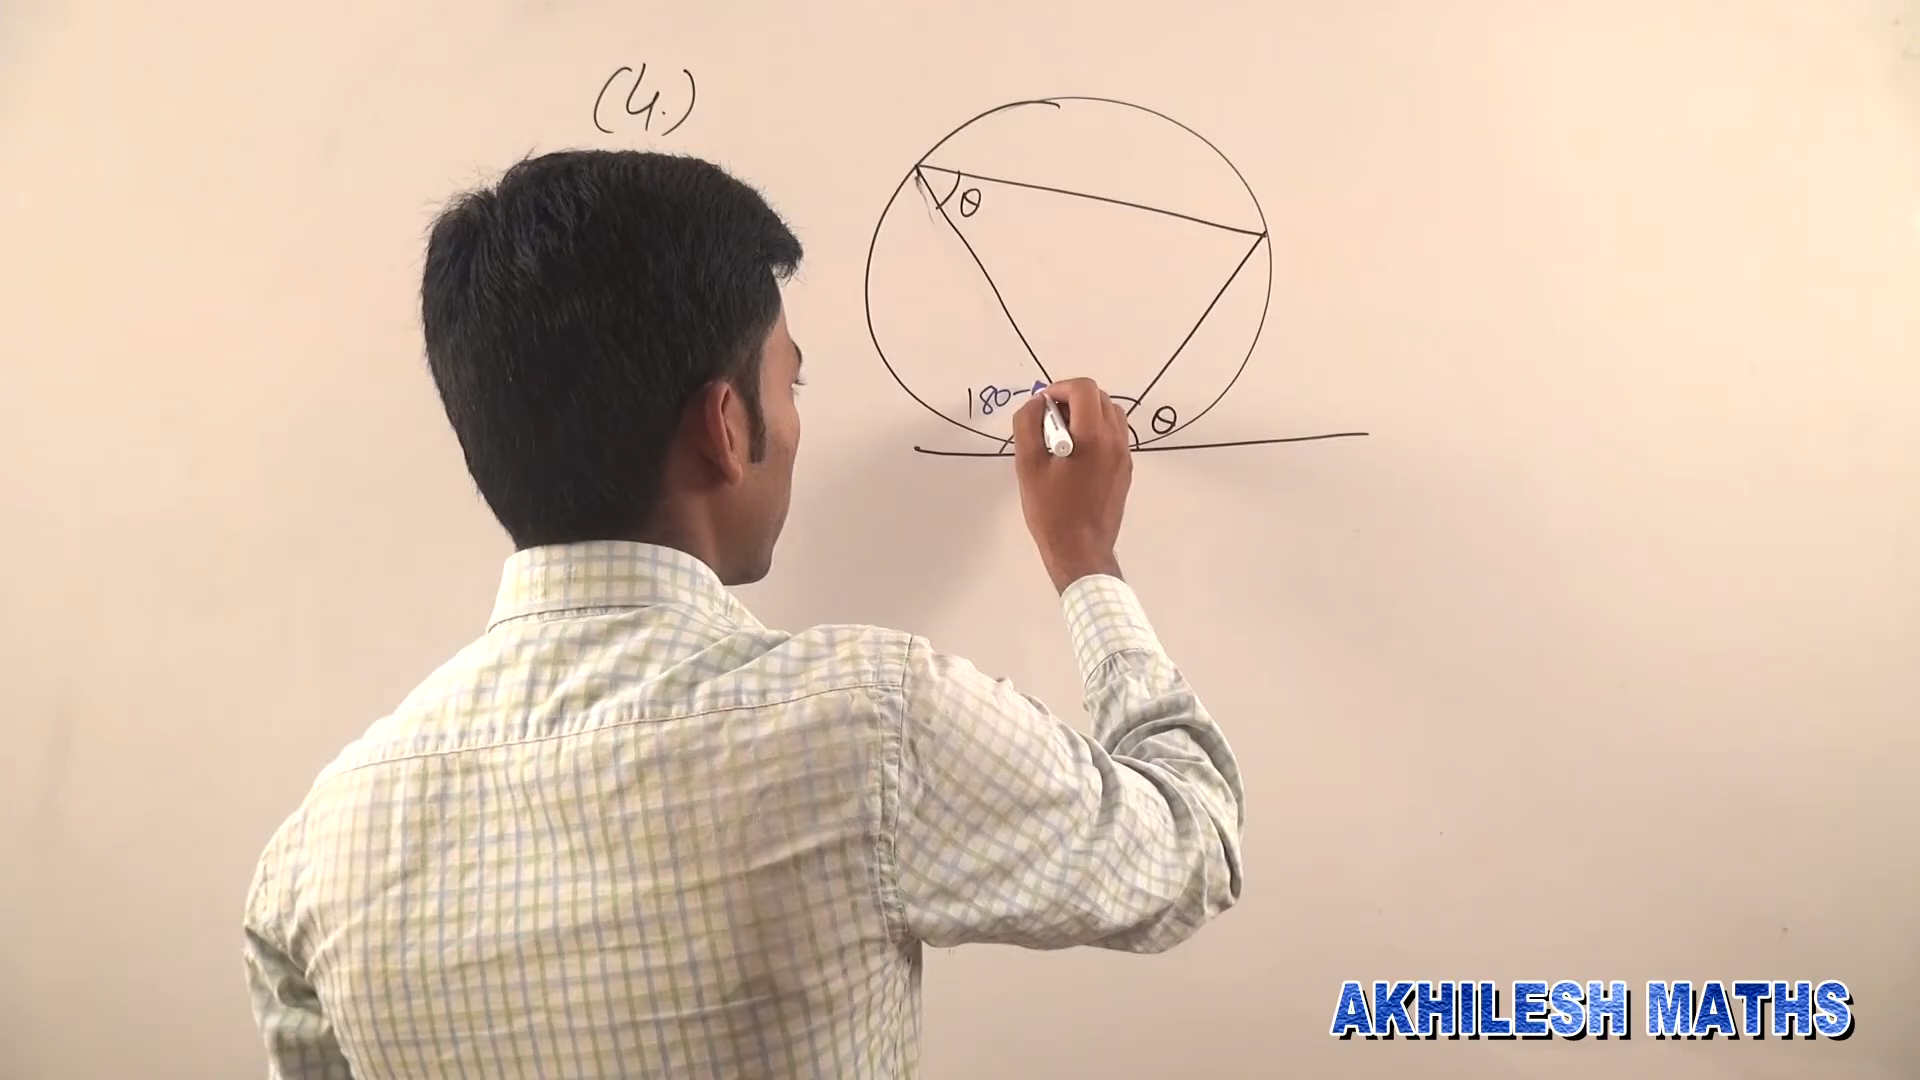 (4.)
θ
180-
θ
AKHILESH MATHS